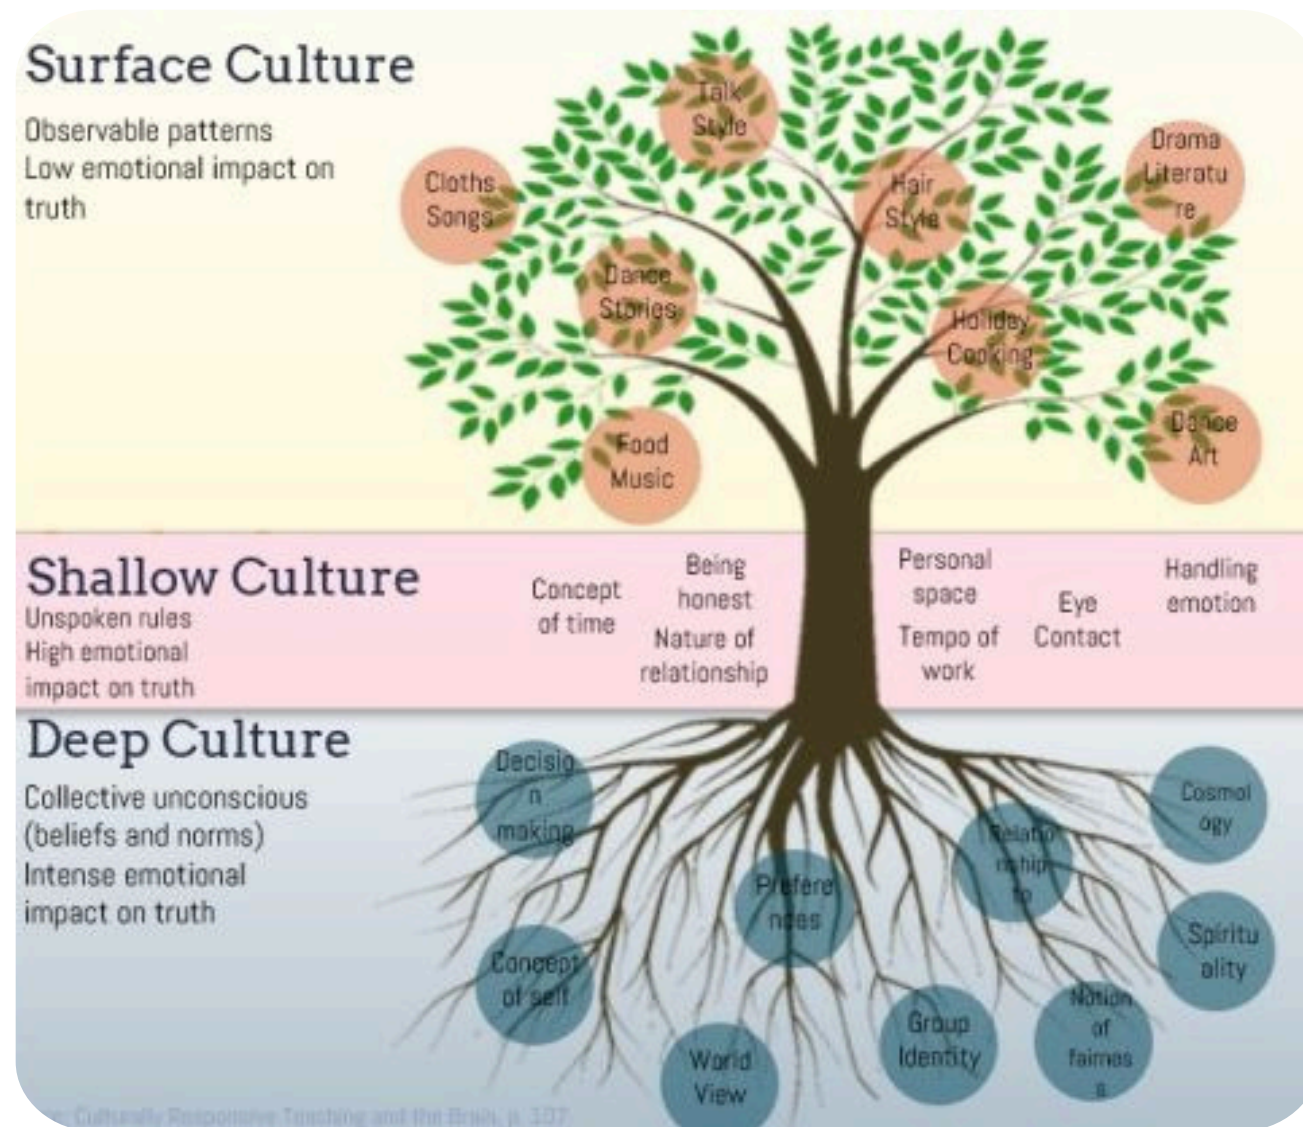 Surface Culture
Observable patterns
Low emotional impact on
truth
Talk
Style
Cloths
Songs
Hair
Style
Drama
Literatu
re
Dance
Stories
Holiday
Cooking
Food
Music
Dance
Art
Shallow Culture
Unspoken rules
High emotional
impact on truth
Concept
of time
Being
honest
Nature of
relationship
Personal
space
Tempo of
work
Eye
Contact
Handling
emotion
Deep Culture
Collective unconscious
(beliefs and norms)
Intense emotional
impact on truth
Decisio
n
making
Prefere
nces
Relatio
nship
to
Cosmol
ogy
Concept
of self
Spiritu
ality
World
View
Group
Identity
Notion
of
fairnes
s
Culturally Responsive Teaching and the Brain, p. 107